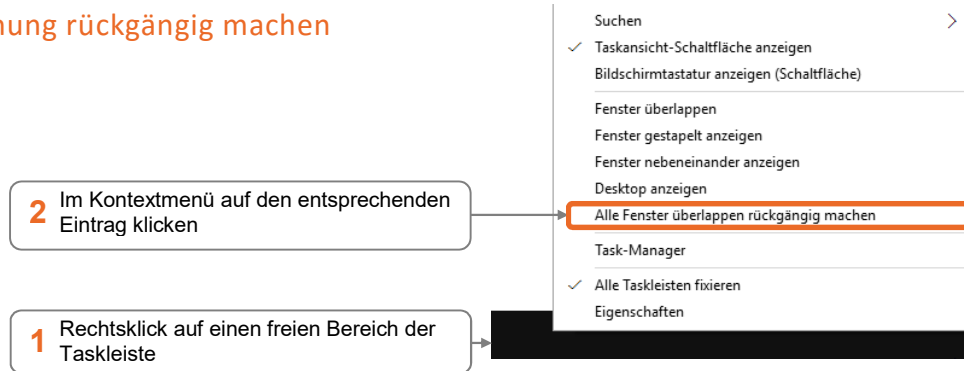 nung rückgängig machen
Suchen
Taskansicht-Schaltfläche anzeigen
Bildschirmtastatur anzeigen (Schaltfläche)
Fenster überlappen
Fenster gestapelt anzeigen
Fenster nebeneinander anzeigen
Desktop anzeigen
Alle Fenster überlappen rückgängig machen
Task-Manager
Alle Taskleisten fixieren
Eigenschaften
2 Im Kontextmenü auf den entsprechenden
Eintrag klicken
1 Rechtsklick auf einen freien Bereich der
Taskleiste